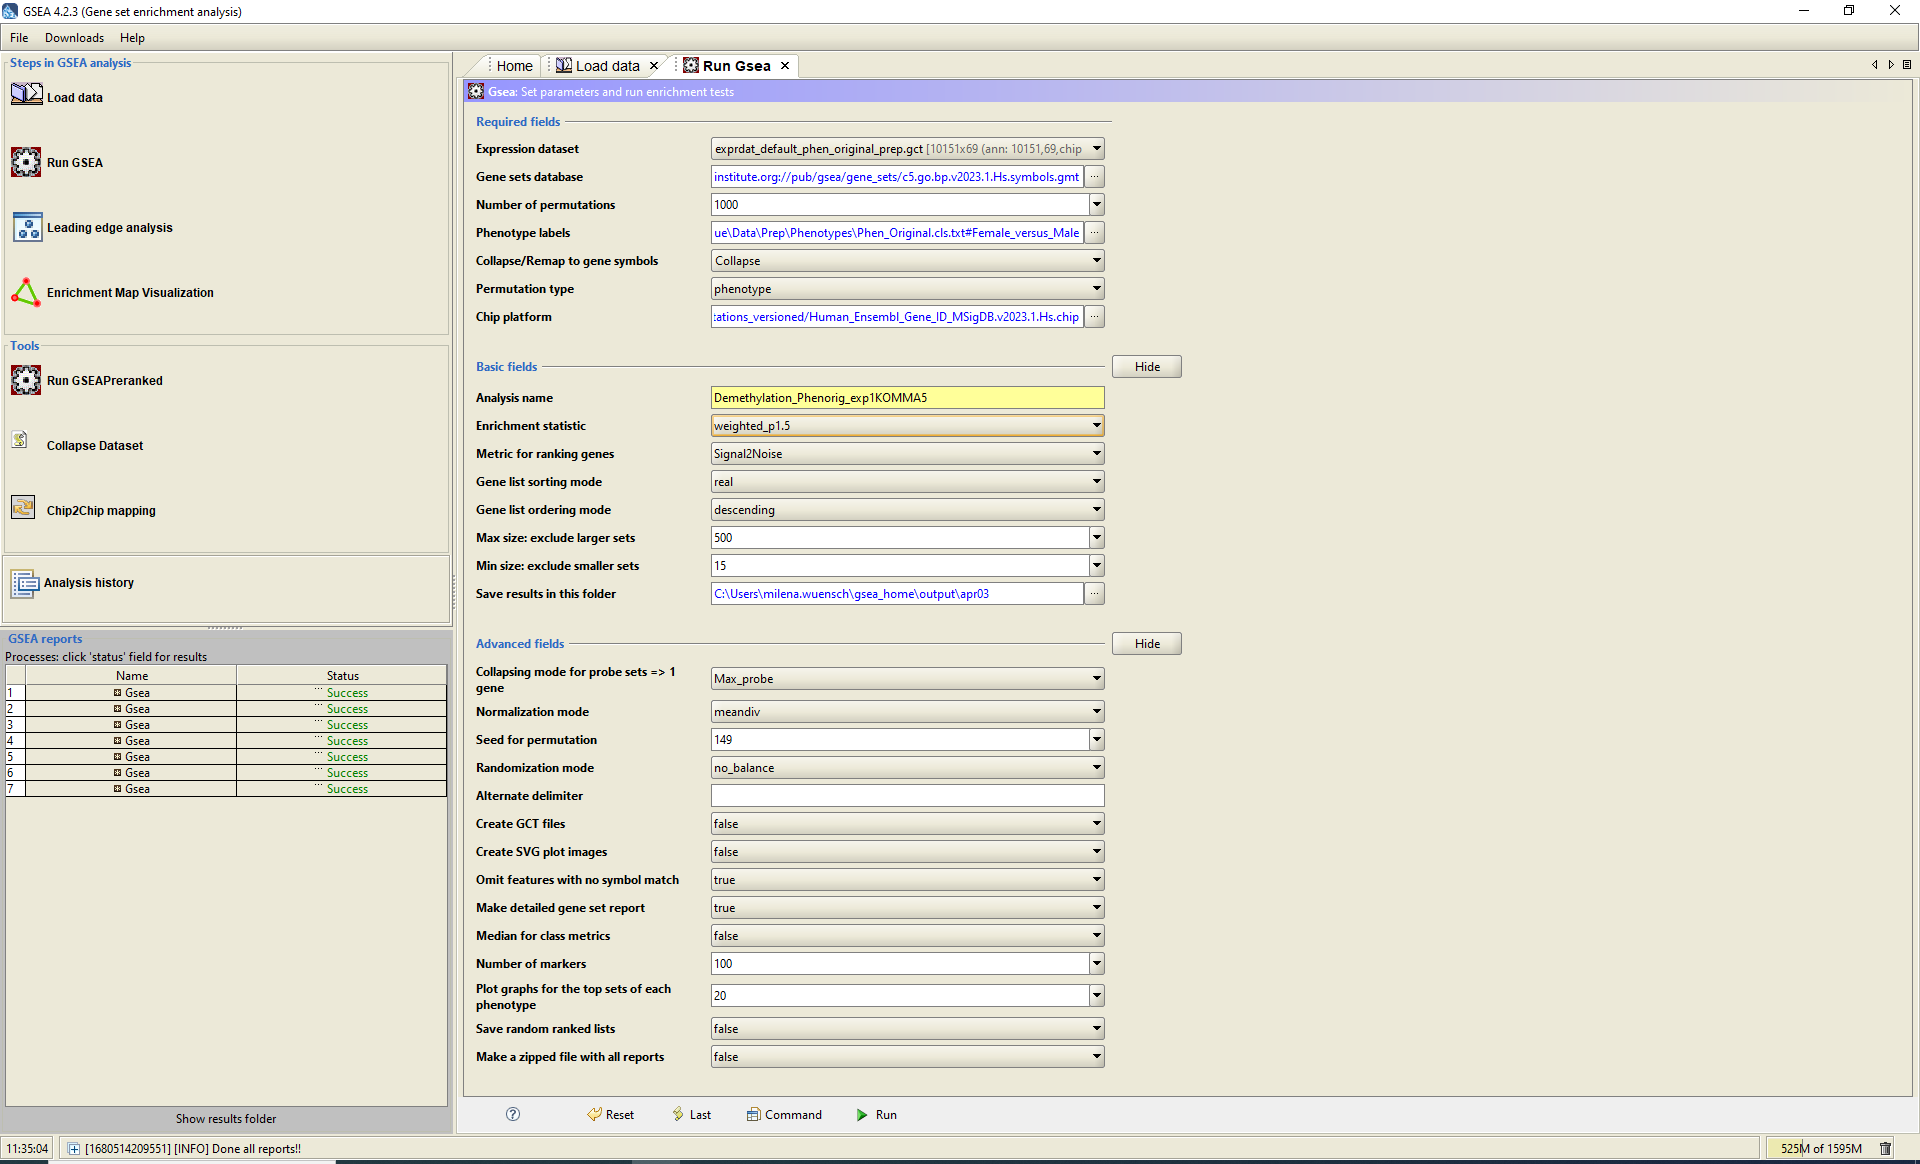 GSEA 4.2.3 (Gene set enrichment analysis)
File Downloads Help
Steps in GSEA analysis
Load data
Run GSEA
Leading edge analysis
Enrichment Map Visualization
Tools
Run GSEAPreranked
Collapse Dataset
Chip2Chip mapping
Analysis history
GSEA reports
Processes: click 'status' field for results
Name Status
1 Gsea ... Success
2 Gsea ... Success
3 Gsea ... Success
4 Gsea ... Success
5 Gsea ... Success
6 Gsea ... Success
7 Gsea ... Success
Show results folder
Home Load data Run Gsea
Gsea: Set parameters and run enrichment tests
Required fields
Expression dataset exprdat_default_phen_original_prep.gct [10151x69 (ann: 10151,69,chip
Gene sets database institute.org://pub/gsea/gene_sets/c5.go.bp.v2023.1.Hs.symbols.gmt ...
Number of permutations 1000
Phenotype labels ue\Data\Prep\Phenotypes\Phen_Original.cls.txt#Female_versus_Male ...
Collapse/Remap to gene symbols Collapse
Permutation type phenotype
Chip platform tations_versioned/Human_Ensembl_Gene_ID_MSigDB.v2023.1.Hs.chip ...
Basic fields Hide
Analysis name Demethylation_Phenorig_exp1KOMMA5
Enrichment statistic weighted_p1.5
Metric for ranking genes Signal2Noise
Gene list sorting mode real
Gene list ordering mode descending
Max size: exclude larger sets 500
Min size: exclude smaller sets 15
Save results in this folder C:\Users\milena.wuensch\gsea_home\output\apr03 ...
Advanced fields Hide
Collapsing mode for probe sets => 1
gene Max_probe
Normalization mode meandiv
Seed for permutation 149
Randomization mode no_balance
Alternate delimiter
Create GCT files false
Create SVG plot images false
Omit features with no symbol match true
Make detailed gene set report true
Median for class metrics false
Number of markers 100
Plot graphs for the top sets of each
phenotype 20
Save random ranked lists false
Make a zipped file with all reports false
? Reset Last Command Run
11:35:04 [1680514209551] [INFO] Done all reports!! 525M of 1595M